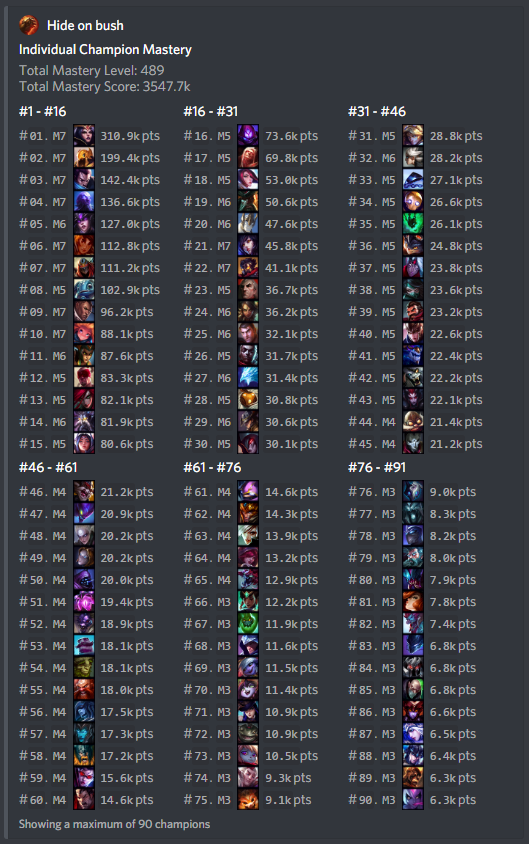 Hide on bush
Individual Champion Mastery
Total Mastery Level: 489
Total Mastery Score: 3547.7k
#1 - #16
#01. M7 310.9k pts
#02. M7 199.4k pts
#03. M7 142.4k pts
#04. M7 136.6k pts
#05. M6 127.0k pts
#06. M7 112.8k pts
#07. M7 111.2k pts
#08. M5 102.9k pts
#09. M7 96.2k pts
#10. M7 88.1k pts
#11. M6 87.6k pts
#12. M5 83.3k pts
#13. M5 82.1k pts
#14. M6 81.9k pts
#15. M5 80.6k pts
#16 - #31
#16. M5 73.6k pts
#17. M5 69.8k pts
#18. M5 53.0k pts
#19. M6 50.6k pts
#20. M6 47.6k pts
#21. M7 45.8k pts
#22. M7 41.1k pts
#23. M5 36.7k pts
#24. M6 36.2k pts
#25. M6 32.1k pts
#26. M5 31.7k pts
#27. M6 31.4k pts
#28. M5 30.8k pts
#29. M6 30.6k pts
#30. M5 30.1k pts
#31 - #46
#31. M5 28.8k pts
#32. M6 28.2k pts
#33. M5 27.1k pts
#34. M5 26.6k pts
#35. M5 26.1k pts
#36. M5 24.8k pts
#37. M5 23.8k pts
#38. M5 23.6k pts
#39. M5 23.2k pts
#40. M5 22.6k pts
#41. M5 22.4k pts
#42. M5 22.2k pts
#43. M5 22.1k pts
#44. M4 21.4k pts
#45. M4 21.2k pts
#46 - #61
#46. M4 21.2k pts
#47. M4 20.9k pts
#48. M4 20.2k pts
#49. M4 20.2k pts
#50. M4 20.0k pts
#51. M4 19.4k pts
#52. M4 18.9k pts
#53. M4 18.1k pts
#54. M4 18.1k pts
#55. M4 18.0k pts
#56. M4 17.5k pts
#57. M4 17.3k pts
#58. M4 17.2k pts
#59. M4 15.6k pts
#60. M4 14.6k pts
#61 - #76
#61. M4 14.6k pts
#62. M4 14.3k pts
#63. M4 13.9k pts
#64. M4 13.2k pts
#65. M4 12.9k pts
#66. M3 12.2k pts
#67. M3 11.9k pts
#68. M3 11.6k pts
#69. M3 11.5k pts
#70. M3 11.4k pts
#71. M3 10.9k pts
#72. M3 10.9k pts
#73. M3 10.5k pts
#74. M3 9.3k pts
#75. M3 9.1k pts
#76 - #91
#76. M3 9.0k pts
#77. M3 8.3k pts
#78. M3 8.2k pts
#79. M3 8.0k pts
#80. M3 7.9k pts
#81. M3 7.8k pts
#82. M3 7.4k pts
#83. M3 6.8k pts
#84. M3 6.8k pts
#85. M3 6.8k pts
#86. M3 6.6k pts
#87. M3 6.5k pts
#88. M3 6.4k pts
#89. M3 6.3k pts
#90. M3 6.3k pts
Showing a maximum of 90 champions